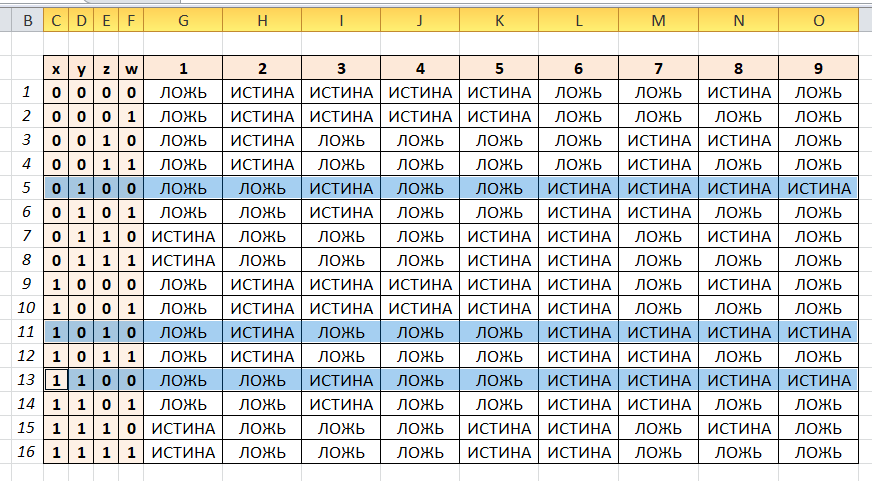 B C D E F G H I J K L M N O
x y z w 1 2 3 4 5 6 7 8 9
1 0 0 0 0 ЛОЖЬ ИСТИНА ИСТИНА ИСТИНА ИСТИНА ЛОЖЬ ЛОЖЬ ИСТИНА ЛОЖЬ
2 0 0 0 1 ЛОЖЬ ИСТИНА ИСТИНА ИСТИНА ИСТИНА ЛОЖЬ ЛОЖЬ ЛОЖЬ ЛОЖЬ
3 0 0 1 0 ЛОЖЬ ИСТИНА ЛОЖЬ ЛОЖЬ ЛОЖЬ ЛОЖЬ ИСТИНА ИСТИНА ЛОЖЬ
4 0 0 1 1 ЛОЖЬ ИСТИНА ЛОЖЬ ЛОЖЬ ЛОЖЬ ЛОЖЬ ИСТИНА ЛОЖЬ ЛОЖЬ
5 0 1 0 0 ЛОЖЬ ЛОЖЬ ИСТИНА ЛОЖЬ ЛОЖЬ ИСТИНА ИСТИНА ИСТИНА ИСТИНА
6 0 1 0 1 ЛОЖЬ ЛОЖЬ ИСТИНА ЛОЖЬ ЛОЖЬ ИСТИНА ИСТИНА ЛОЖЬ ЛОЖЬ
7 0 1 1 0 ИСТИНА ЛОЖЬ ЛОЖЬ ЛОЖЬ ИСТИНА ИСТИНА ЛОЖЬ ИСТИНА ЛОЖЬ
8 0 1 1 1 ИСТИНА ЛОЖЬ ЛОЖЬ ЛОЖЬ ИСТИНА ИСТИНА ЛОЖЬ ЛОЖЬ ЛОЖЬ
9 1 0 0 0 ЛОЖЬ ИСТИНА ИСТИНА ИСТИНА ИСТИНА ИСТИНА ЛОЖЬ ИСТИНА ЛОЖЬ
10 1 0 0 1 ЛОЖЬ ИСТИНА ИСТИНА ИСТИНА ИСТИНА ИСТИНА ЛОЖЬ ЛОЖЬ ЛОЖЬ
11 1 0 1 0 ЛОЖЬ ИСТИНА ЛОЖЬ ЛОЖЬ ЛОЖЬ ИСТИНА ИСТИНА ИСТИНА ИСТИНА
12 1 0 1 1 ЛОЖЬ ИСТИНА ЛОЖЬ ЛОЖЬ ЛОЖЬ ИСТИНА ИСТИНА ЛОЖЬ ЛОЖЬ
13 1 1 0 0 ЛОЖЬ ЛОЖЬ ИСТИНА ЛОЖЬ ЛОЖЬ ИСТИНА ИСТИНА ИСТИНА ИСТИНА
14 1 1 0 1 ЛОЖЬ ЛОЖЬ ИСТИНА ЛОЖЬ ЛОЖЬ ИСТИНА ИСТИНА ЛОЖЬ ЛОЖЬ
15 1 1 1 0 ИСТИНА ЛОЖЬ ЛОЖЬ ЛОЖЬ ИСТИНА ИСТИНА ЛОЖЬ ИСТИНА ЛОЖЬ
16 1 1 1 1 ИСТИНА ЛОЖЬ ЛОЖЬ ЛОЖЬ ИСТИНА ИСТИНА ЛОЖЬ ЛОЖЬ ЛОЖЬ